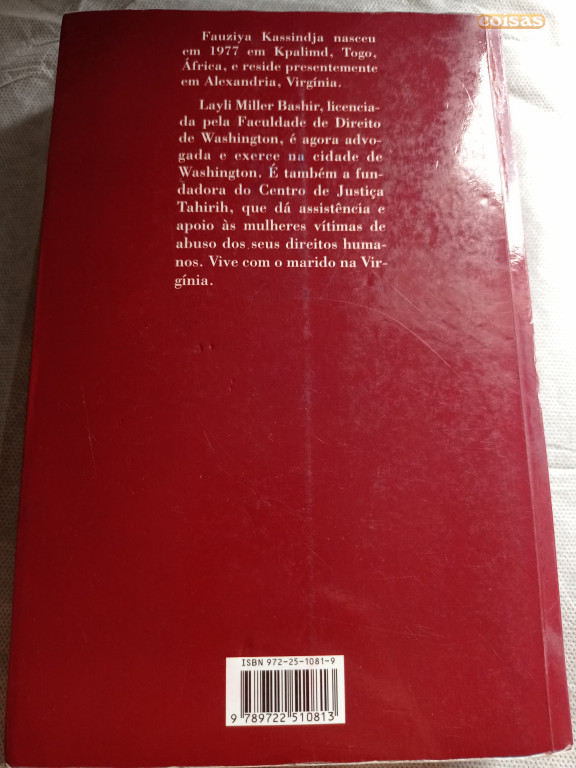 coisas
Fauziya Kassindja nasceu
em 1977 em Kpalimd, Togo,
África, e reside presentemente
em Alexandria, Virgínia.
Layli Miller Bashir, licencia-
da pela Faculdade de Direito
de Washington, é agora advo-
gada e exerce na cidade de
Washington. É também a fun-
dadora do Centro de Justiça
Tahirih, que dá assistência e
apoio às mulheres vítimas de
abuso dos seus direitos huma-
nos. Vive com o marido na Vir-
gínia.
ISBN 972-25-1081-9
9 789722 510813